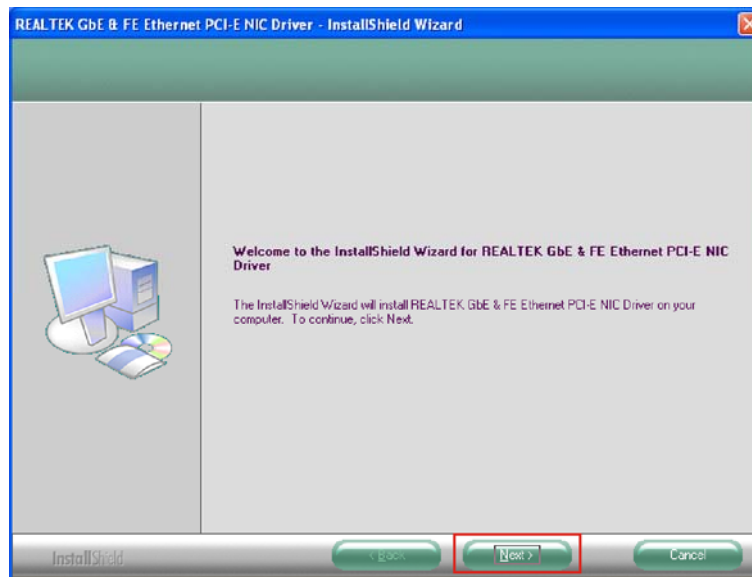 REALTEK GbE & FE Ethernet PCI-E NIC Driver - InstallShield Wizard
Welcome to the InstallShield Wizard for REALTEK GbE & FE Ethernet PCI-E NIC
Driver
The InstallShield Wizard will install REALTEK GbE & FE Ethernet PCI-E NIC Driver on your
computer. To continue, click Next.
InstallShield
< Back
Next >
Cancel